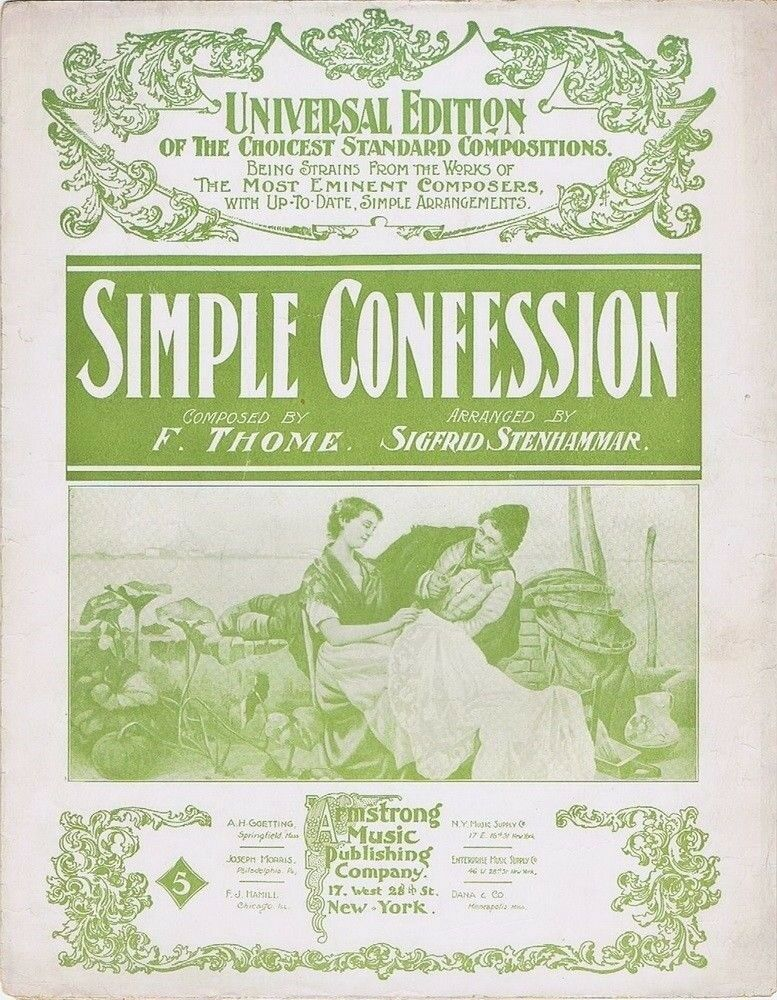 UNIVERSAL EDITION
OF THE CHOICEST STANDARD COMPOSITIONS.
BEING STRAINS FROM THE WORKS OF
THE MOST EMINENT COMPOSERS,
WITH UP-TO-DATE, SIMPLE ARRANGEMENTS.
SIMPLE CONFESSION
COMPOSED BY
F. THOME.
ARRANGED BY
SIGFRID STENHAMMAR.
5
A.H. GOETTING,
Springfield, Mass
JOSEPH MORRIS,
Philadelphia. Pa,
F. J. HAMILL
Chicago, Ill.
Armstrong
Music
Publishing
Company.
17. West 28th St.
New-York.
N.Y. MUSIC SUPPLY Co
17 E. 16th St New York,
ENTERPRISE MUSIC SUPPLY Co
46 W. 28th St. New York,
DANA & CO
Minneapolis Minn.